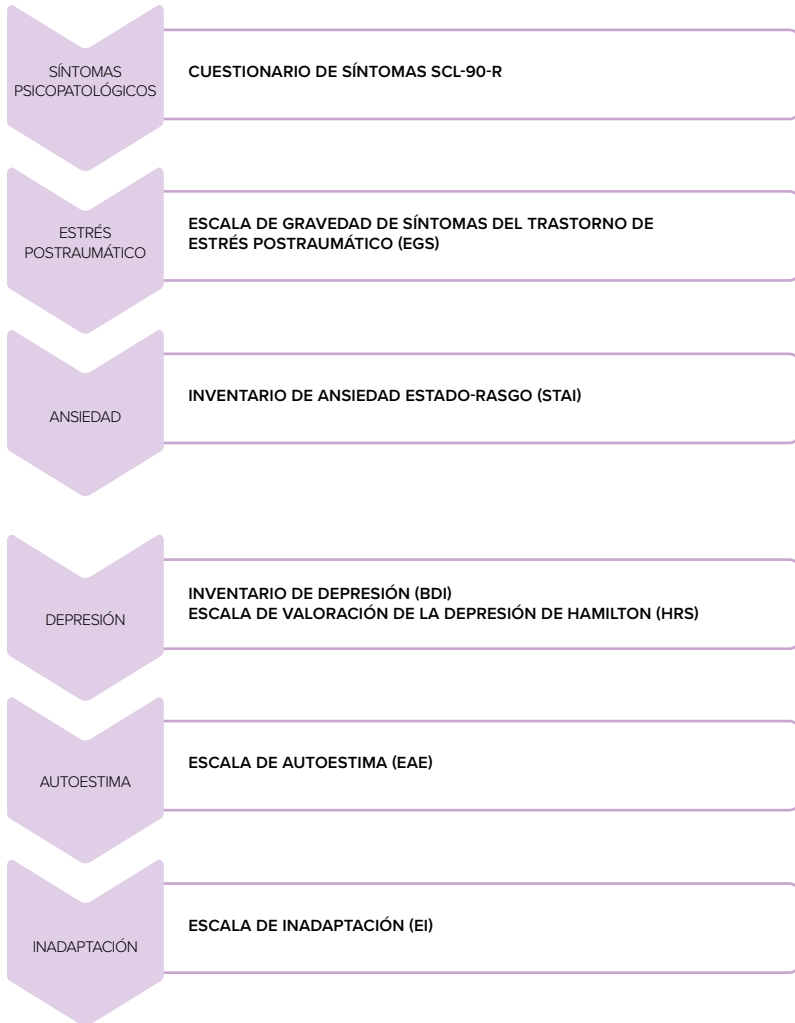 SÍNTOMAS
PSICOPATOLÓGICOS
CUESTIONARIO DE SÍNTOMAS SCL-90-R
ESTRÉS
POSTRAUMÁTICO
ESCALA DE GRAVEDAD DE SÍNTOMAS DEL TRASTORNO DE
ESTRÉS POSTRAUMÁTICO (EGS)
ANSIEDAD
INVENTARIO DE ANSIEDAD ESTADO-RASGO (STAI)
DEPRESIÓN
INVENTARIO DE DEPRESIÓN (BDI)
ESCALA DE VALORACIÓN DE LA DEPRESIÓN DE HAMILTON (HRS)
AUTOESTIMA
ESCALA DE AUTOESTIMA (EAE)
INADAPTACIÓN
ESCALA DE INADAPTACIÓN (EI)